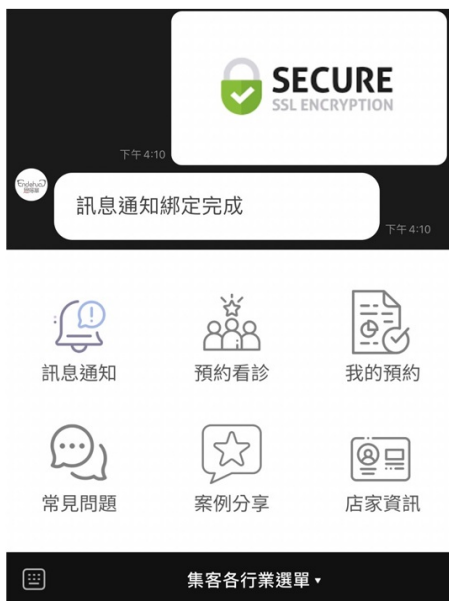 SECURE
SSL ENCRYPTION
下午 4:10
訊息通知綁定完成
下午 4:10
訊息通知
預約看診
我的預約
常見問題
案例分享
店家資訊
集客各行業選單▼